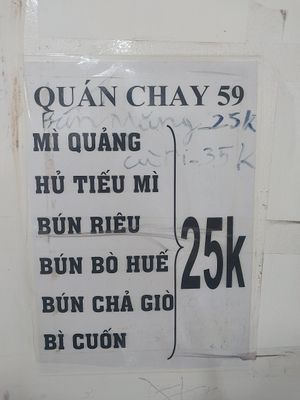 QUÁN CHAY 59
Bún 25k
MÌ QUẢNG
cà ri 35k
HỦ TIẾU MÌ
BÚN RIÊU
BÚN BÒ HUẾ
25k
BÚN CHẢ GIÒ
BÌ CUỐN